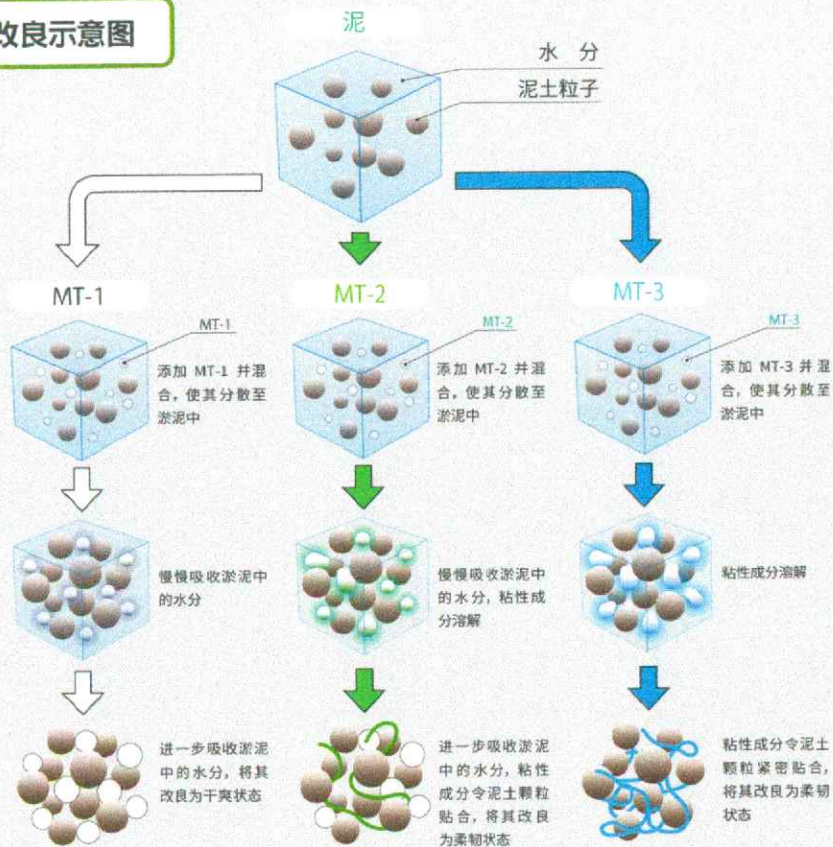 改良示意图
泥
水 分
泥土粒子
MT-1
MT-2
MT-3
MT-1
添加 MT-1 并混
合，使其分散至
淤泥中
MT-2
添加 MT-2 并混
合，使其分散至
淤泥中
MT-3
添加 MT-3 并混
合，使其分散至
淤泥中
慢慢吸收淤泥中
的水分
慢慢吸收淤泥中
的水分，粘性成
分溶解
粘性成分溶解
进一步吸收淤泥
中的水分，将其
改良为干爽状态
进一步吸收淤泥
中的水分，粘性
成分令泥土颗粒
贴合，将其改良
为柔韧状态
粘性成分令泥土
颗粒紧密贴合，
将其改良为柔韧
状态